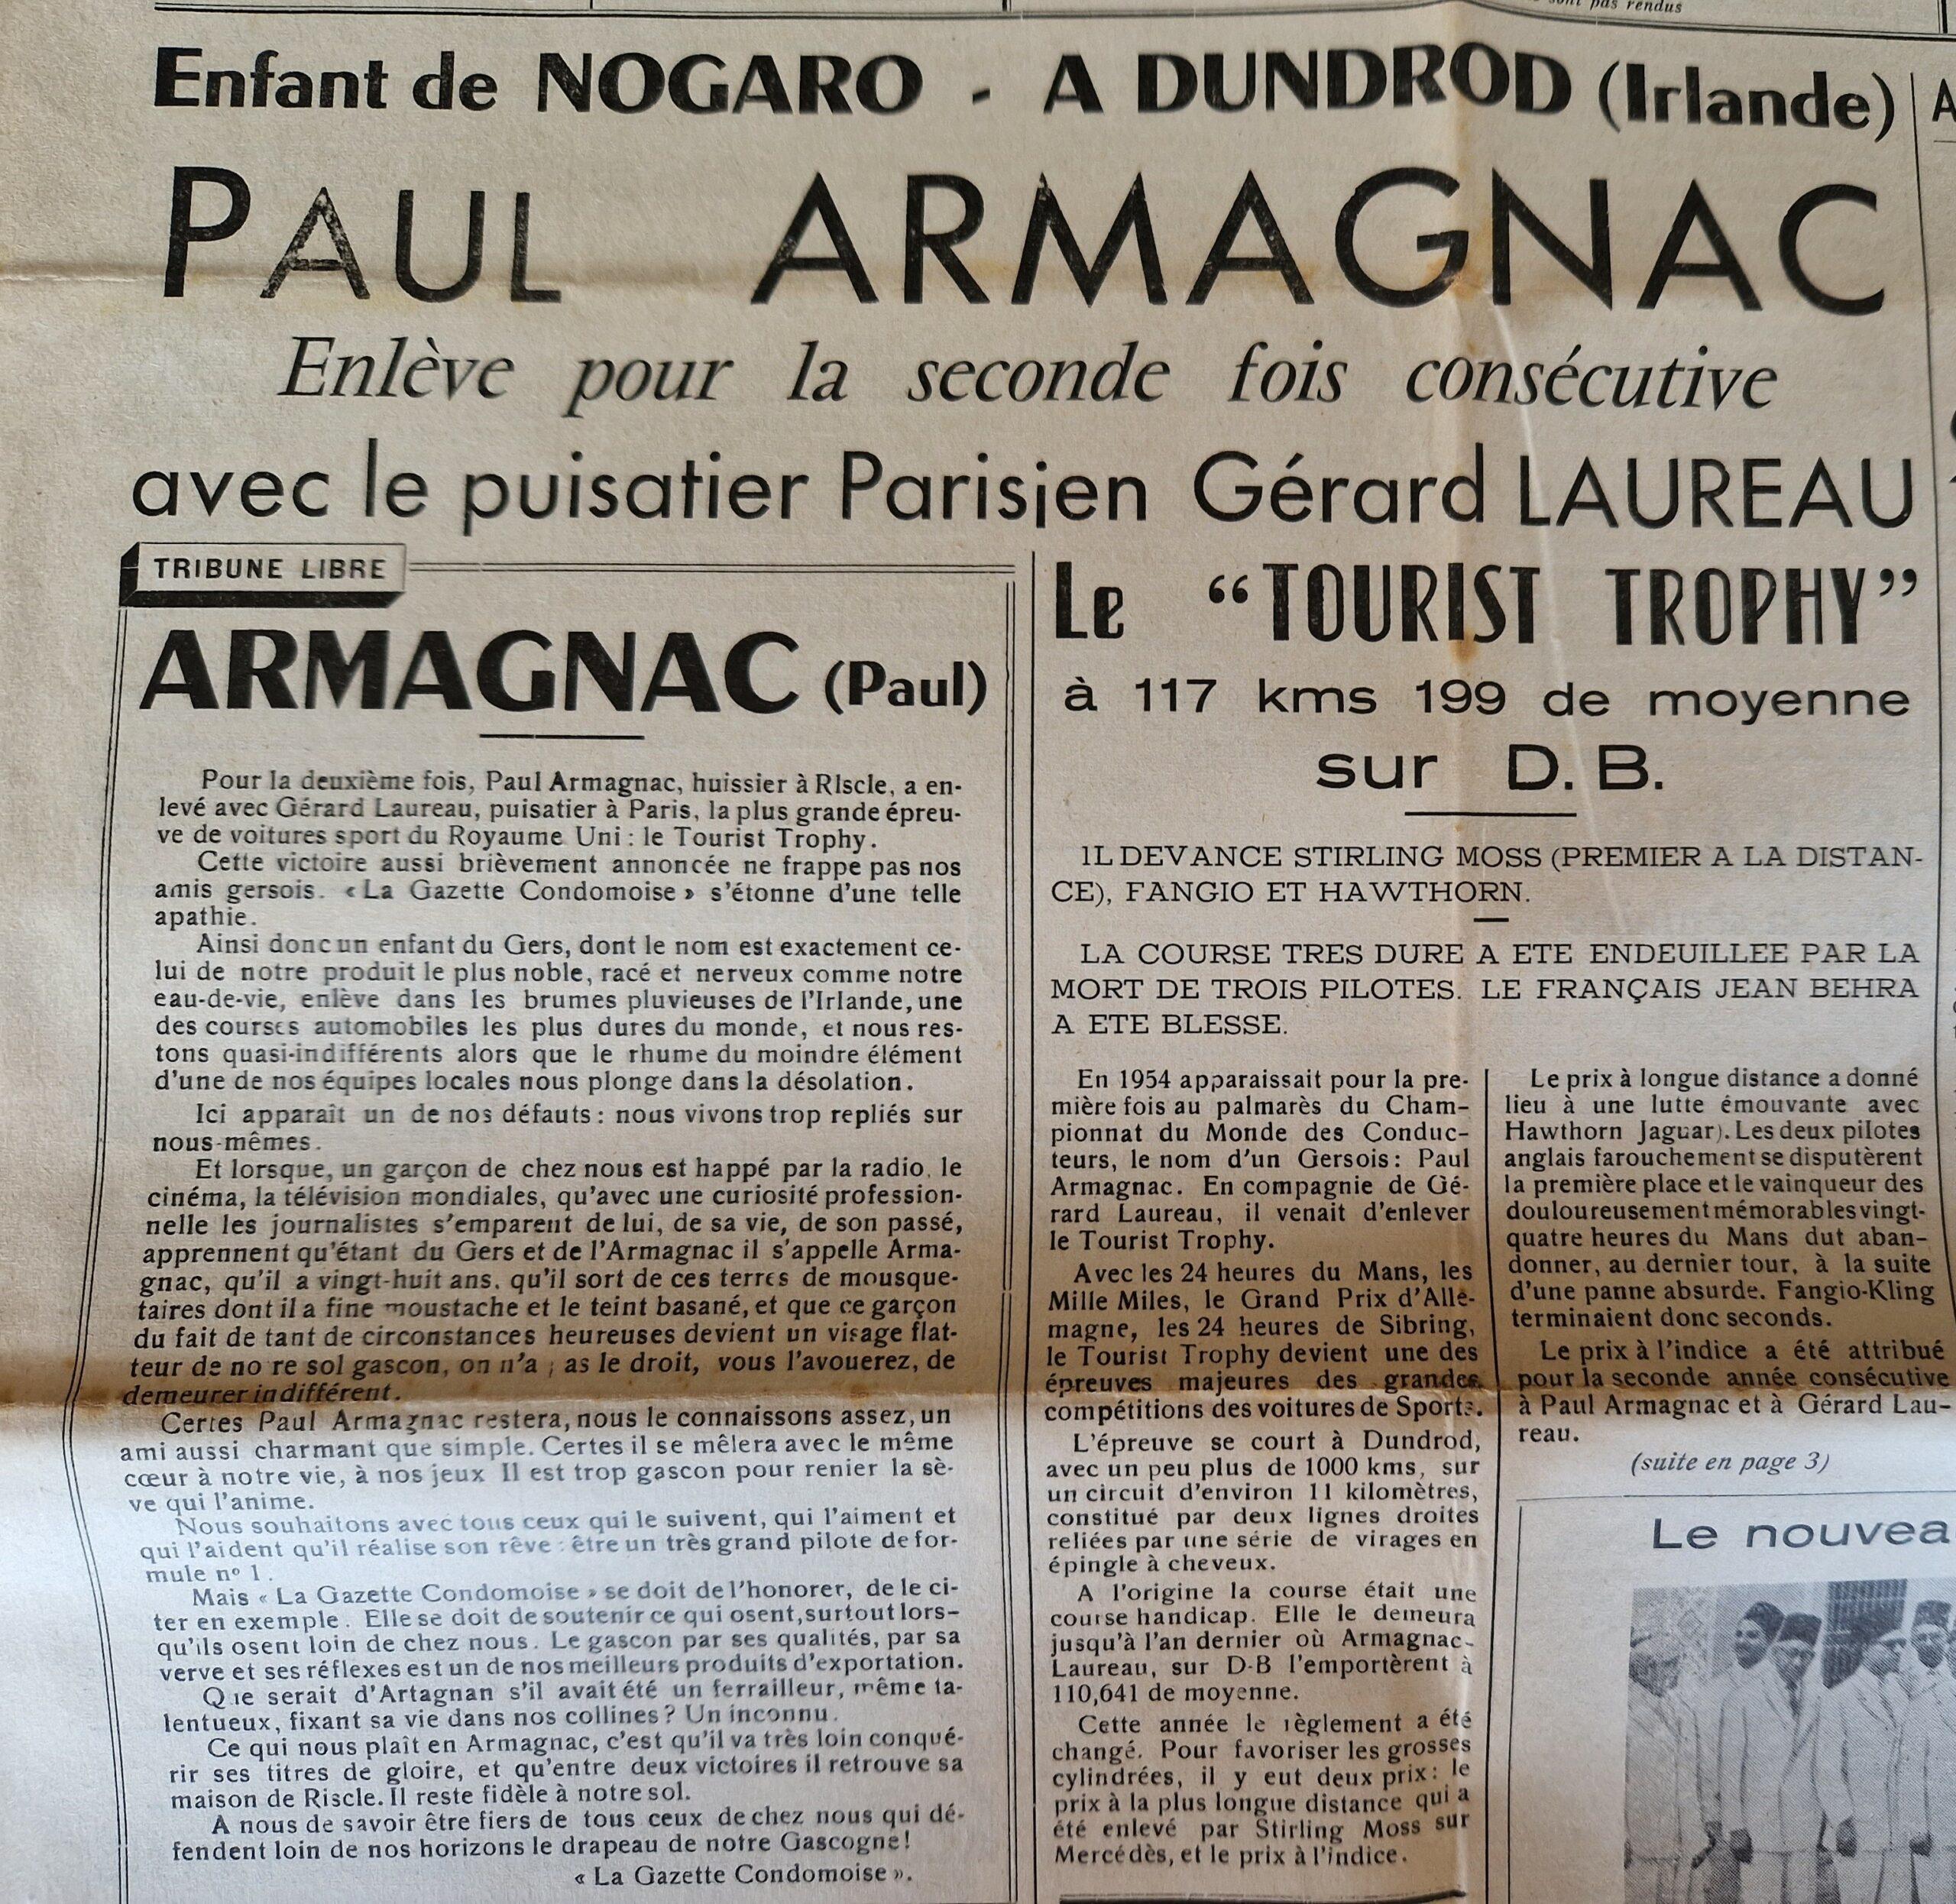 sont pas rendus
Enfant de NOGARO - A DUNDROD (Irlande)
PAUL ARMAGNAC
Enlève pour la seconde fois consécutive
avec le puisatier Parisien Gérard LAUREAU
TRIBUNE LIBRE
ARMAGNAC (Paul)
Pour la deuxième fois, Paul Armagnac, huissier à RIscle, a en-
levé avec Gérard Laureau, puisatier à Paris, la plus grande épreu-
ve de voitures sport du Royaume Uni : le Tourist Trophy.
Cette victoire aussi brièvement annoncée ne frappe pas nos
amis gersois. « La Gazette Condomoise » s'étonne d'une telle
apathie.
Ainsi donc un enfant du Gers, dont le nom est exactement ce-
lui de notre produit le plus noble, racé et nerveux comme notre
eau-de-vie, enlève dans les brumes pluvieuses de l'Irlande, une
des courses automobiles les plus dures du monde, et nous res-
tons quasi-indifférents alors que le rhume du moindre élément
d'une de nos équipes locales nous plonge dans la désolation.
Ici apparait un de nos défauts : nous vivons trop repliés sur
nous-mêmes.
Et lorsque, un garçon de chez nous est happé par la radio, le
cinéma, la télévision mondiales, qu'avec une curiosité profession-
nelle les journalistes s'emparent de lui, de sa vie, de son passé,
apprennent qu'étant du Gers et de l'Armagnac il s'appelle Arma-
gnac, qu'il a vingt-huit ans. qu'il sort de ces terres de mousque-
taires dont il a fine moustache et le teint basané, et que ce garçon
du fait de tant de circonstances heureuses devient un visage flat-
teur de no re sol gascon, on n'a ; as le droit, vous l'avouerez, de
demeurer indifférent.
Certes Paul Armagnac restera, nous le connaissons assez, un
ami aussi charmant que simple. Certes il se mêlera avec le même
cœur à notre vie, à nos jeux Il est trop gascon pour renier la sè-
ve qui l'anime.
Nous souhaitons avec tous ceux qui le suivent, qui l'aiment et
qui l'aident qu'il réalise son rêve : être un très grand pilote de for-
mule n° 1.
Mais « La Gazette Condomoise » se doit de l'honorer, de le ci-
ter en exemple. Elle se doit de soutenir ce qui osent, surtout lors-
qu'ils osent loin de chez nous. Le gascon par ses qualités, par sa
verve et ses réflexes est un de nos meilleurs produits d'exportation.
Que serait d'Artagnan s'il avait été un ferrailleur, même ta-
lentueux, fixant sa vie dans nos collines ? Un inconnu.
Ce qui nous plaît en Armagnac, c'est qu'il va très loin conqué-
rir ses titres de gloire, et qu'entre deux victoires il retrouve sa
maison de Riscle. Il reste fidèle à notre sol.
A nous de savoir être fiers de tous ceux de chez nous qui dé-
fendent loin de nos horizons le drapeau de notre Gascogne !
« La Gazette Condomoise ».
Le “TOURIST TROPHY”
à 117 kms 199 de moyenne
sur D. B.
IL DEVANCE STIRLING MOSS (PREMIER A LA DISTAN-
CE), FANGIO ET HAWTHORN.
LA COURSE TRES DURE A ETE ENDEUILLEE PAR LA
MORT DE TROIS PILOTES. LE FRANÇAIS JEAN BEHRA
A ETE BLESSE.
En 1954 apparaissait pour la pre-
mière fois au palmarès du Cham-
pionnat du Monde des Conduc-
teurs, le nom d'un Gersois : Paul
Armagnac. En compagnie de Gé-
rard Laureau, il venait d'enlever
le Tourist Trophy.
Avec les 24 heures du Mans, les
Mille Miles, le Grand Prix d'Alle-
magne, les 24 heures de Sibring,
le Tourist Trophy devient une des
épreuves majeures des grandes
compétitions des voitures de Sports.
L'épreuve se court à Dundrod,
avec un peu plus de 1000 kms, sur
un circuit d'environ 11 kilomètres,
constitué par deux lignes droites
reliées par une série de virages en
épingle à cheveux.
A l'origine la course était une
course handicap. Elle le demeura
jusqu'à l'an dernier où Armagnac-
Laureau, sur D-B l'emportèrent à
110,641 de moyenne.
Cette année le règlement a été
changé. Pour favoriser les grosses
cylindrées, il y eut deux prix : le
prix à la plus longue distance qui a
été enlevé par Stirling Moss sur
Mercédès, et le prix à l'indice.
Le prix à longue distance a donné
lieu à une lutte émouvante avec
Hawthorn Jaguar). Les deux pilotes
anglais farouchement se disputèrent
la première place et le vainqueur des
douloureusement mémorables vingt-
quatre heures du Mans dut aban-
donner, au dernier tour, à la suite
d'une panne absurde. Fangio-Kling
terminaient donc seconds.
Le prix à l'indice a été attribué
pour la seconde année consécutive
à Paul Armagnac et à Gérard Lau-
reau.
(suite en page 3)
Le nouvea